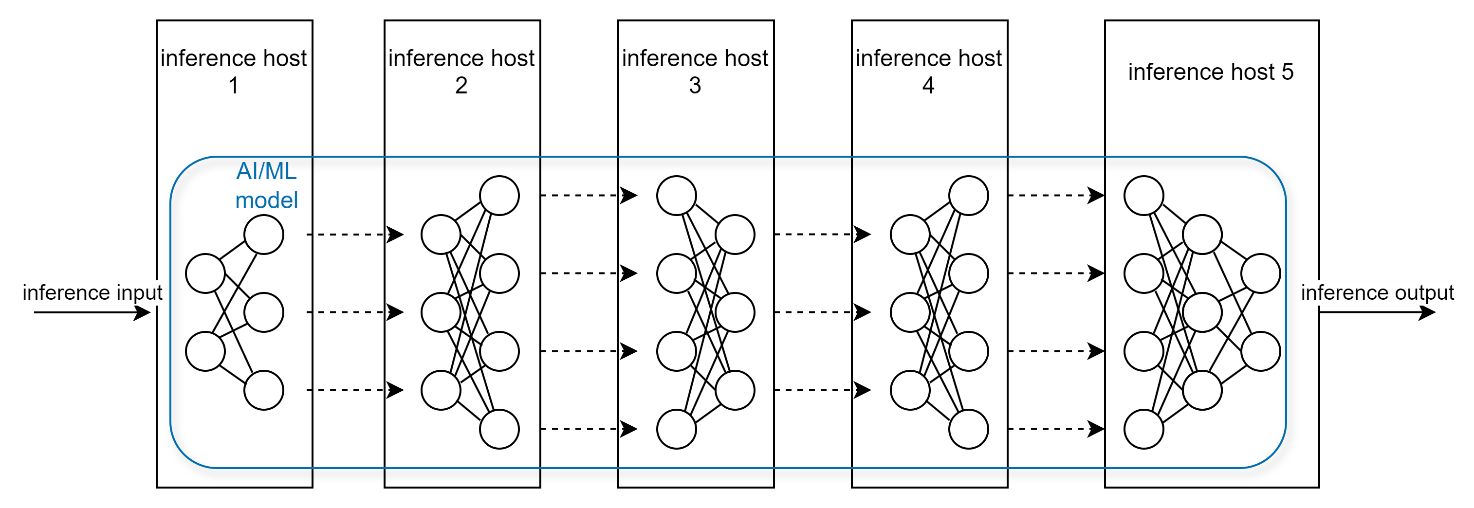 inference host
1
inference host
2
inference host
3
inference host
4
inference host 5
AI/ML
model
inference input
inference output